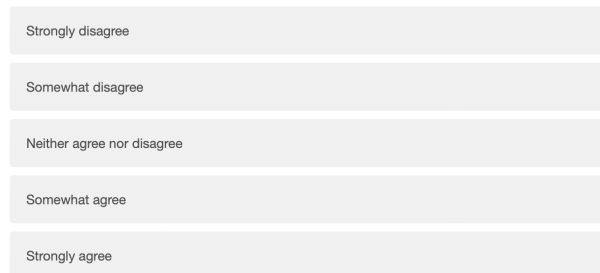 Strongly disagree
Somewhat disagree
Neither agree nor disagree
Somewhat agree
Strongly agree